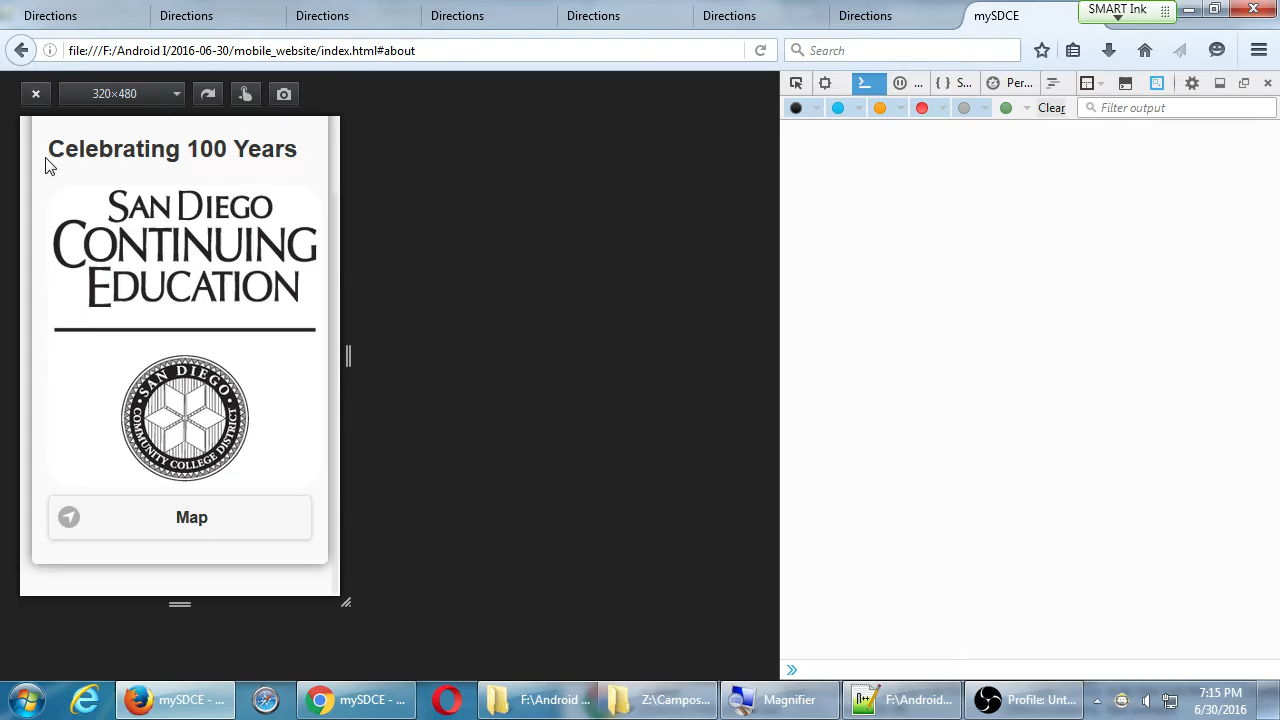 Directions
Directions
Directions
Directions
Directions
Directions
Directions
mySDCE
SMART Ink
file:///F:/Android I/2016-06-30/mobile_website/index.html#about
Search
320×480
S...
Per...
Clear
Filter output
Celebrating 100 Years
SAN DIEGO
CONTINUING
EDUCATION
SAN DIEGO
COMMUNITY COLLEGE DISTRICT
Map
mySDCE - ...
mySDCE - ...
F:\Android ...
Z:\Campos...
Magnifier
F:\Android...
Profile: Unt...
7:15 PM
6/30/2016